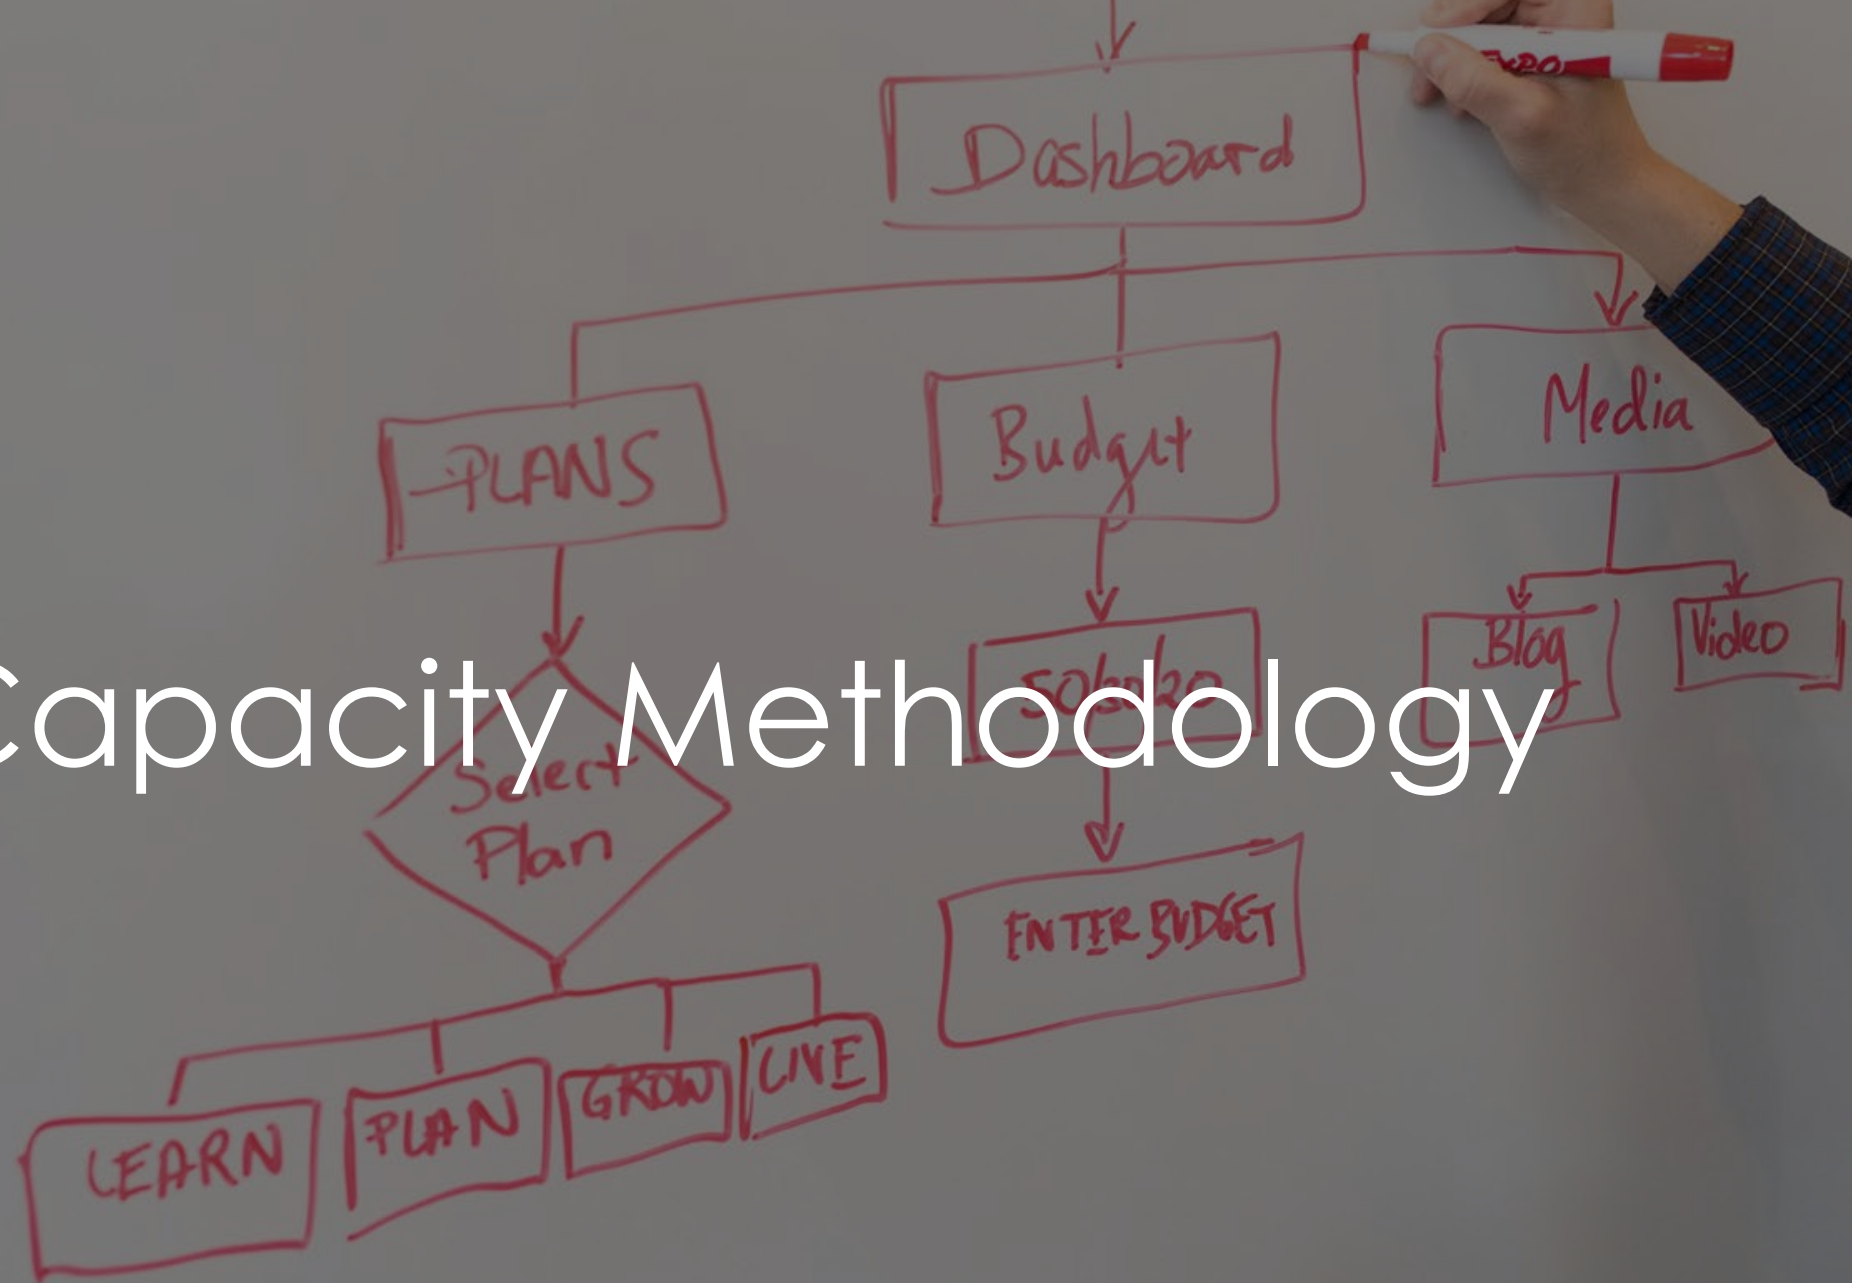 EXPO
Dashboard
PLANS
Budget
Media
Blog
Video
Capacity Methodology
Select
Plan
ENTER BUDGET
LEARN
PLAN
GROW
LIVE